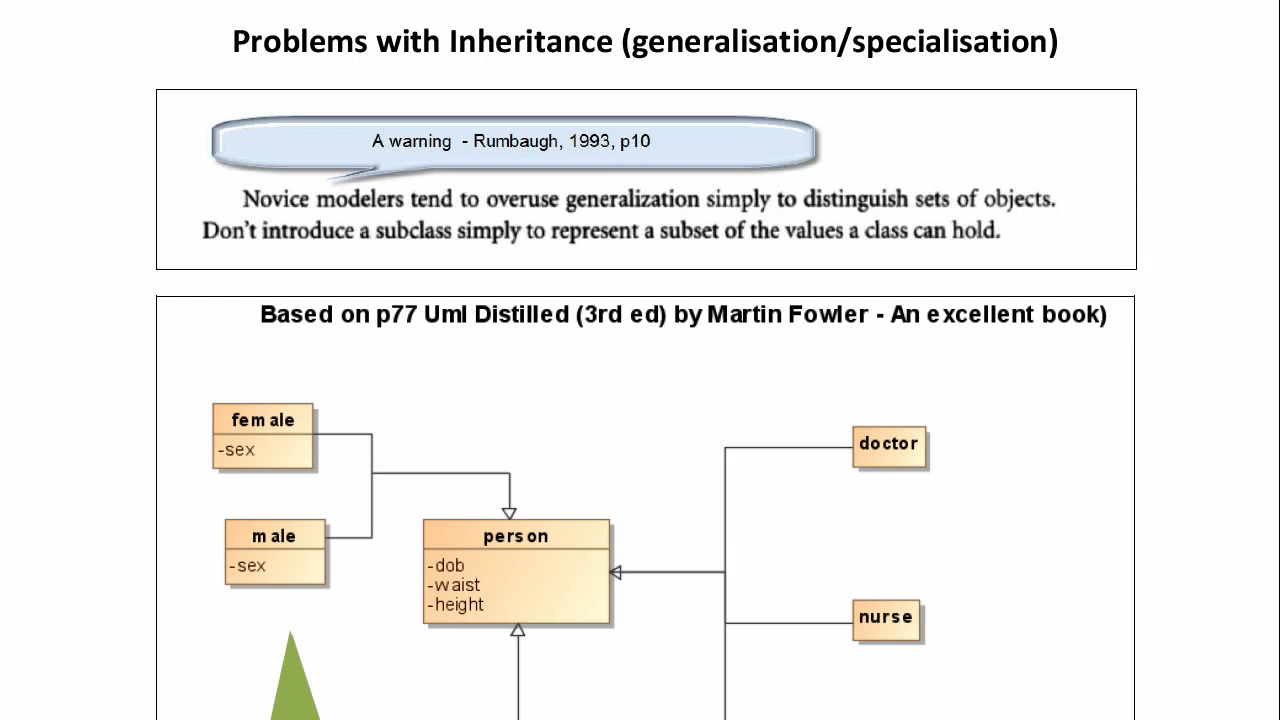 Problems with Inheritance (generalisation/specialisation)
A warning - Rumbaugh, 1993, p10
Novice modelers tend to overuse generalization simply to distinguish sets of objects.
Don't introduce a subclass simply to represent a subset of the values a class can hold.
Based on p77 Uml Distilled (3rd ed) by Martin Fowler - An excellent book)
female
-sex
doctor
male
-sex
person
-dob
-waist
-height
nurse